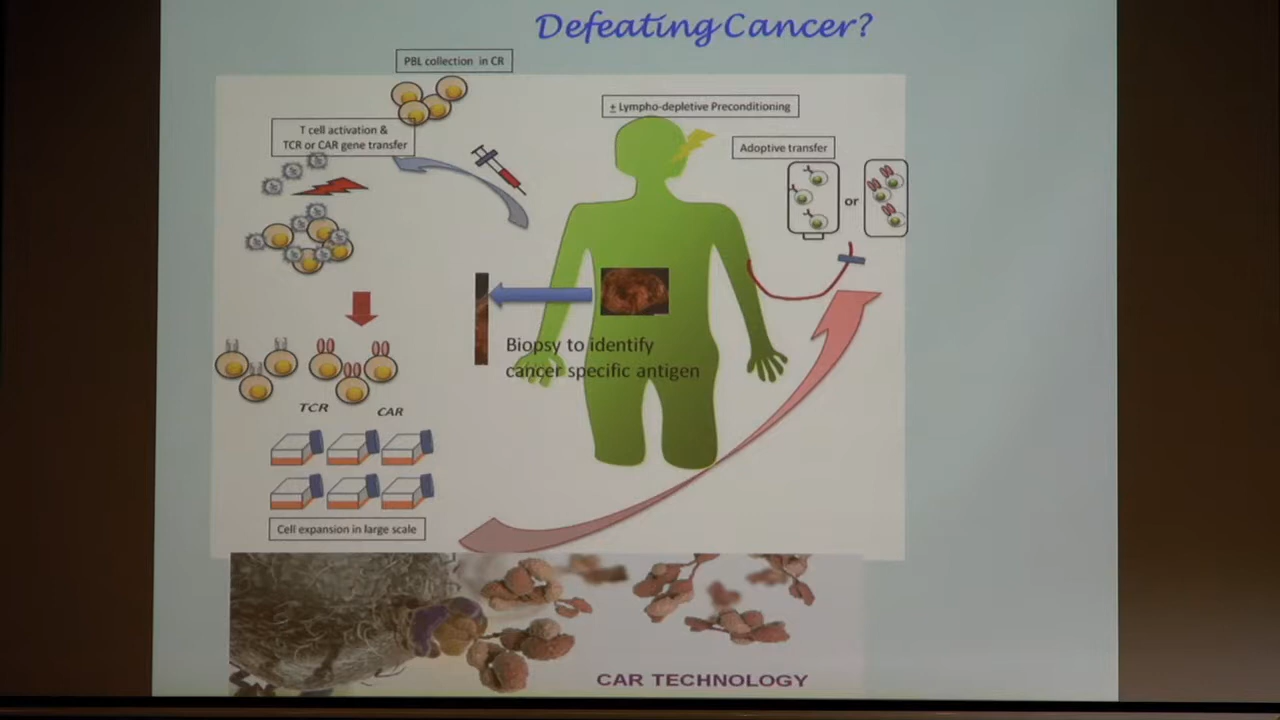 Defeating Cancer?
PBL collection in CR
± Lympho-depletive Preconditioning
T cell activation &
TCR or CAR gene transfer
Adoptive transfer
or
Biopsy to identify
cancer specific antigen
TCR
CAR
Cell expansion in large scale
CAR TECHNOLOGY